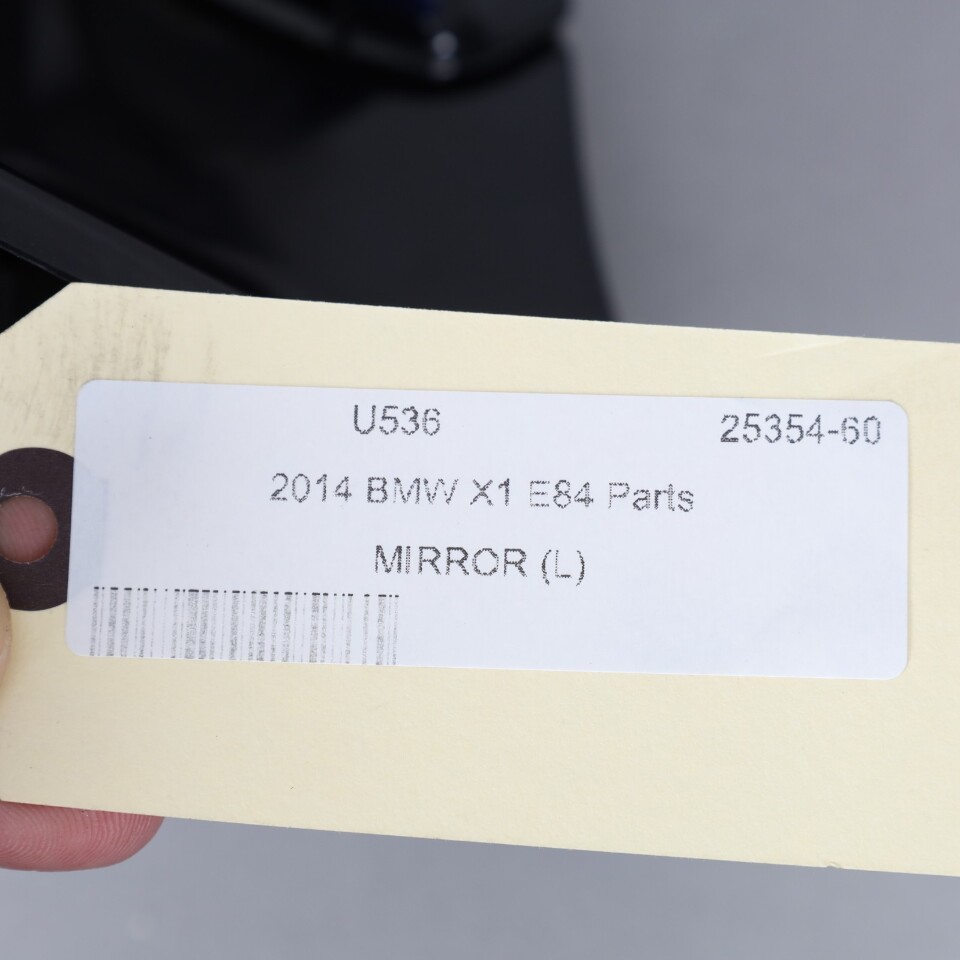 U536 25354-60
2014 BMW X1 E84 Parts
MIRROR (L)